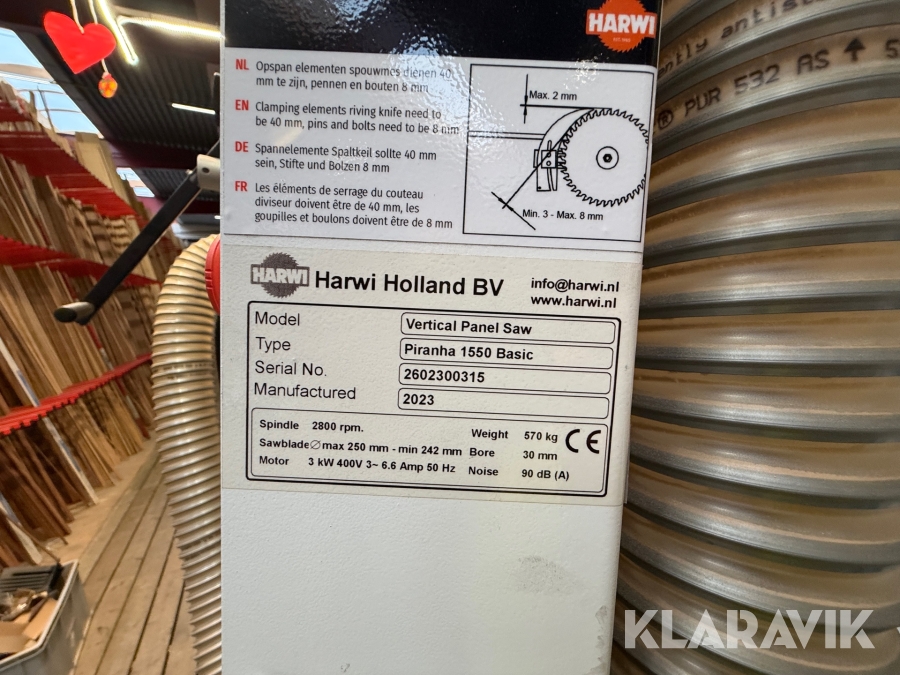 HARWI
NL Opspan elementen spouwmes dienen 40
mm te zijn, pennen en bouten 8 mm
EN Clamping elements riving knife need to
be 40 mm, pins and bolts need to be 8 mm
DE Spannelemente Spaltkeil sollte 40 mm
sein, Stifte und Bolzen 8 mm
FR Les éléments de serrage du couteau
diviseur doivent être de 40 mm, les
goupilles et boulons doivent être de 8 mm
Max. 2 mm
Min. 3 - Max. 8 mm
antist
® PUR 532 AS ↑
HARWI Harwi Holland BV
info@harwi.nl
www.harwi.nl
Model Vertical Panel Saw
Type Piranha 1550 Basic
Serial No. 2602300315
Manufactured 2023
Spindle 2800 rpm. Weight 570 kg CE
Sawblade∅max 250 mm - min 242 mm Bore 30 mm
Motor 3 kW 400V 3~ 6.6 Amp 50 Hz Noise 90 dB (A)
KLARAVIK